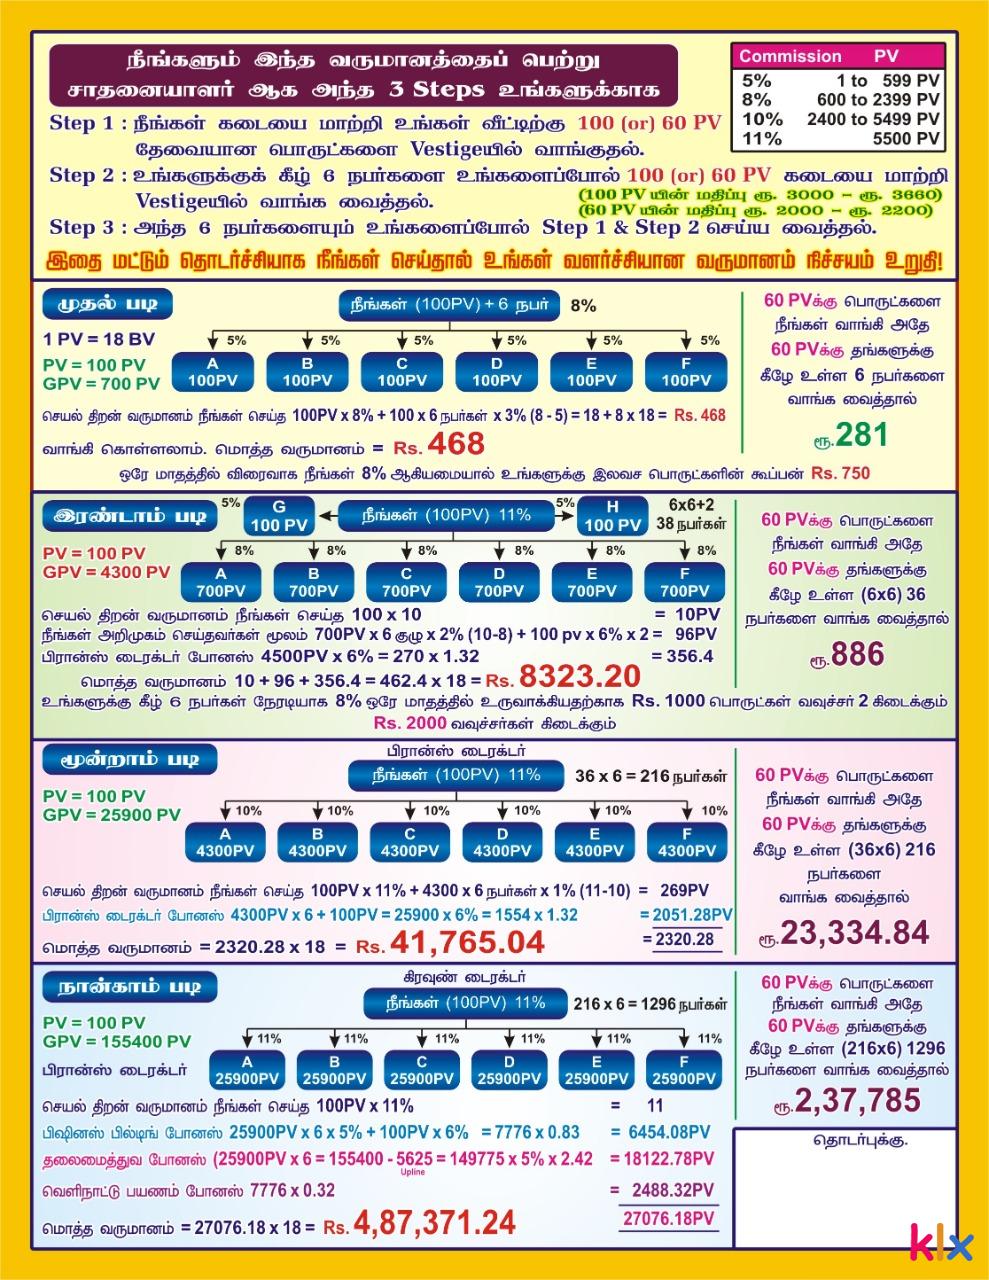 நீங்களும் இந்த வருமானத்தைப் பெற்று
சாதனையாளர் ஆக அந்த 3 Steps உங்களுக்காக
Commission PV
5% 1 to 599 PV
8% 600 to 2399 PV
10% 2400 to 5499 PV
11% 5500 PV
Step 1 : நீங்கள் கடையை மாற்றி உங்கள் வீட்டிற்கு 100 (or) 60 PV
தேவையான பொருட்களை Vestigeயில் வாங்குதல்.
Step 2 : உங்களுக்குக் கீழ் 6 நபர்களை உங்களைப்போல் 100 (or) 60 PV கடையை மாற்றி
Vestigeயில் வாங்க வைத்தல்.
(100 PV யின் மதிப்பு ரூ. 3000 – ரூ. 3660)
(60 PV யின் மதிப்பு ரூ. 2000 – ரூ. 2200)
Step 3 : அந்த 6 நபர்களையும் உங்களைப்போல் Step 1 & Step 2 செய்ய வைத்தல்.
இதை மட்டும் தொடர்ச்சியாக நீங்கள் செய்தால் உங்கள் வளர்ச்சியான வருமானம் நிச்சயம் உறுதி!
முதல் படி
நீங்கள் (100PV) + 6 நபர் 8%
1 PV = 18 BV
PV = 100 PV
GPV = 700 PV
5% 5% 5% 5% 5% 5%
A B C D E F
100PV 100PV 100PV 100PV 100PV 100PV
செயல் திறன் வருமானம் நீங்கள் செய்த 100PV x 8% + 100 x 6 நபர்கள் x 3% (8 - 5) = 18 + 8 x 18 = Rs. 468
வாங்கி கொள்ளலாம். மொத்த வருமானம் = Rs. 468
ஒரே மாதத்தில் விரைவாக நீங்கள் 8% ஆகியமையால் உங்களுக்கு இலவச பொருட்களின் கூப்பன் Rs. 750
60 PVக்கு பொருட்களை
நீங்கள் வாங்கி அதே
60 PVக்கு தங்களுக்கு
கீழே உள்ள 6 நபர்களை
வாங்க வைத்தால்
ரூ.281
இரண்டாம் படி
5% G 100 PV
நீங்கள் (100PV) 11%
5% H 100 PV
6x6+2
38 நபர்கள்
PV = 100 PV
GPV = 4300 PV
8% 8% 8% 8% 8% 8%
A B C D E F
700PV 700PV 700PV 700PV 700PV 700PV
செயல் திறன் வருமானம் நீங்கள் செய்த 100 x 10 = 10PV
நீங்கள் அறிமுகம் செய்தவர்கள் மூலம் 700PV x 6 குழு x 2% (10-8) + 100 pv x 6% x 2 = 96PV
பிரான்ஸ் டைரக்டர் போனஸ் 4500PV x 6% = 270 x 1.32 = 356.4
மொத்த வருமானம் 10 + 96 + 356.4 = 462.4 x 18 = Rs. 8323.20
உங்களுக்கு கீழ் 6 நபர்கள் நேரடியாக 8% ஒரே மாதத்தில் உருவாக்கியதற்காக Rs. 1000 பொருட்கள் வவுச்சர் 2 கிடைக்கும்
Rs. 2000 வவுச்சர்கள் கிடைக்கும்
60 PVக்கு பொருட்களை
நீங்கள் வாங்கி அதே
60 PVக்கு தங்களுக்கு
கீழே உள்ள (6x6) 36
நபர்களை வாங்க வைத்தால்
ரூ.886
மூன்றாம் படி
பிரான்ஸ் டைரக்டர்
நீங்கள் (100PV) 11% 36 x 6 = 216 நபர்கள்
PV = 100 PV
GPV = 25900 PV
10% 10% 10% 10% 10% 10%
A B C D E F
4300PV 4300PV 4300PV 4300PV 4300PV 4300PV
செயல் திறன் வருமானம் நீங்கள் செய்த 100PV x 11% + 4300 x 6 நபர்கள் x 1% (11-10) = 269PV
பிரான்ஸ் டைரக்டர் போனஸ் 4300PV x 6 + 100PV = 25900 x 6% = 1554 x 1.32 = 2051.28PV
மொத்த வருமானம் = 2320.28 x 18 = Rs. 41,765.04 = 2320.28
60 PVக்கு பொருட்களை
நீங்கள் வாங்கி அதே
60 PVக்கு தங்களுக்கு
கீழே உள்ள (36x6) 216
நபர்களை
வாங்க வைத்தால்
ரூ.23,334.84
நான்காம் படி
கிரவுண் டைரக்டர்
நீங்கள் (100PV) 11% 216 x 6 = 1296 நபர்கள்
PV = 100 PV
GPV = 155400 PV
பிரான்ஸ் டைரக்டர்
11% 11% 11% 11% 11% 11%
A B C D E F
25900PV 25900PV 25900PV 25900PV 25900PV 25900PV
செயல் திறன் வருமானம் நீங்கள் செய்த 100PV x 11% = 11
பிஷினஸ் பில்டிங் போனஸ் 25900PV x 6 x 5% + 100PV x 6% = 7776 x 0.83 = 6454.08PV
தலைமைத்துவ போனஸ் (25900PV x 6 = 155400 - 5625 = 149775 x 5% x 2.42 = 18122.78PV
Upline
வெளிநாட்டு பயணம் போனஸ் 7776 x 0.32 = 2488.32PV
மொத்த வருமானம் = 27076.18 x 18 = Rs. 4,87,371.24 27076.18PV
60 PVக்கு பொருட்களை
நீங்கள் வாங்கி அதே
60 PVக்கு தங்களுக்கு
கீழே உள்ள (216x6) 1296
நபர்களை வாங்க வைத்தால்
ரூ.2,37,785
தொடர்புக்கு.
klx